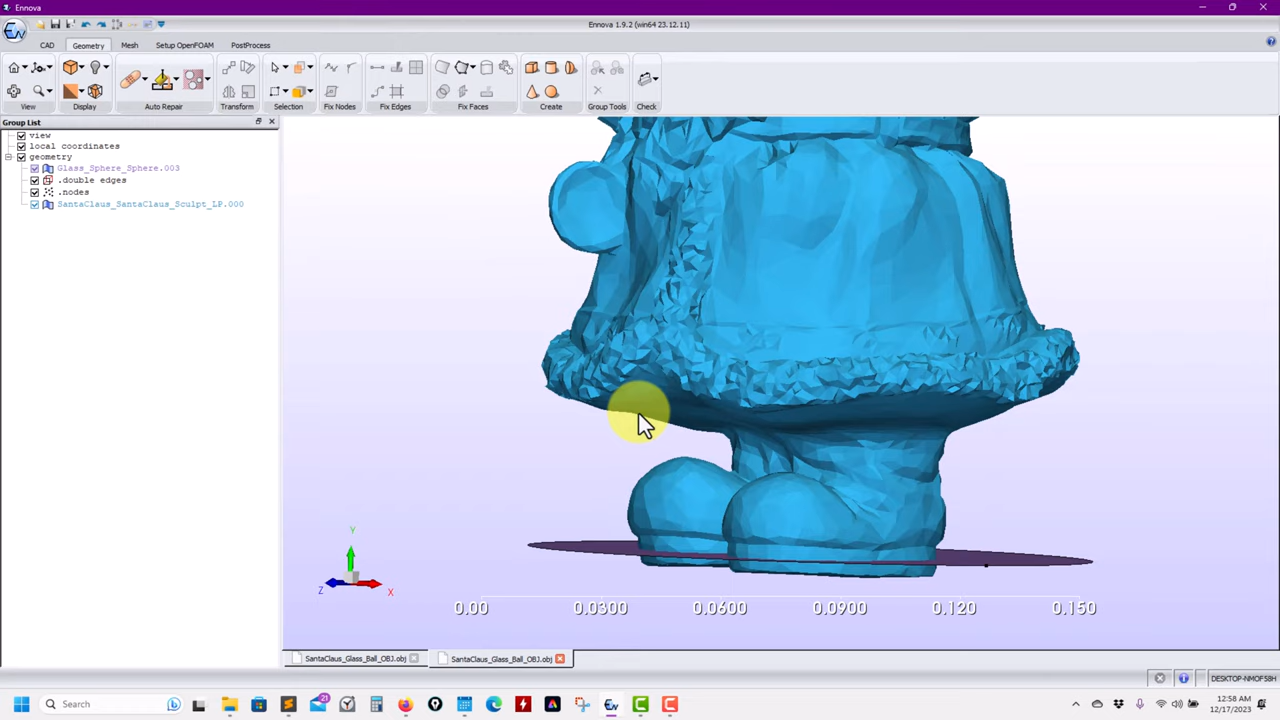 Ennova
Ennova 1.9.2 (win64 23.12.11)
CAD Geometry Mesh Setup OpenFOAM PostProcess
View Display Auto Repair Transform Selection Fix Nodes Fix Edges Fix Faces Create Group Tools Check
Group List
view
local coordinates
geometry
Glass_Sphere_Sphere.003
.double edges
.nodes
SantaClaus_SantaClaus_Sculpt_LP.000
Y
Z X
0.00 0.0300 0.0600 0.0900 0.120 0.150
SantaClaus_Glass_Ball_OBJ.obj SantaClaus_Glass_Ball_OBJ.obj
DESKTOP-NMOF58H
Search
21
12:58 AM
12/17/2023